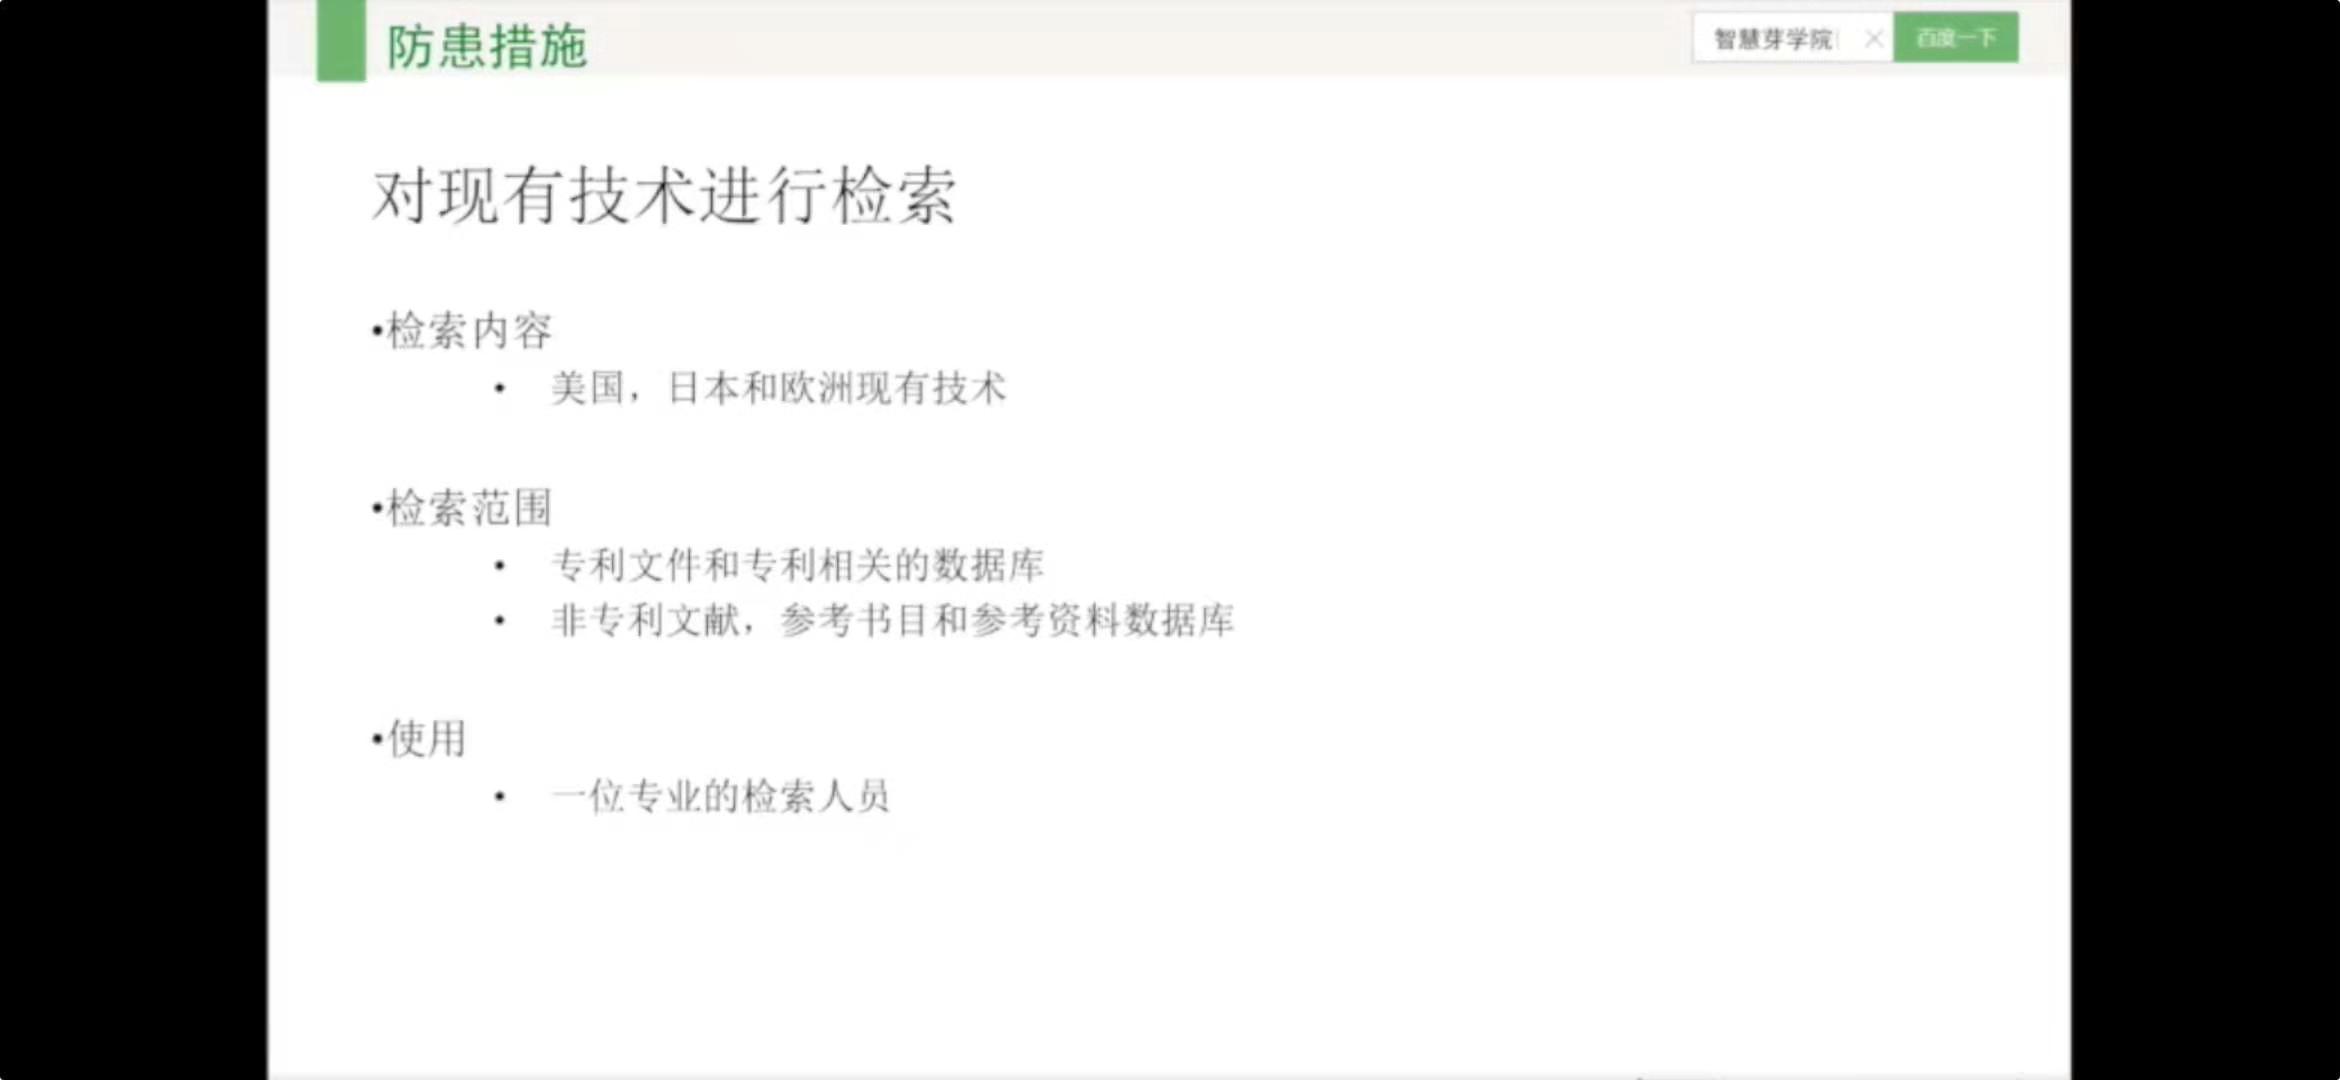 防患措施
智慧芽学院
百度一下
对现有技术进行检索
•检索内容
• 美国，日本和欧洲现有技术
•检索范围
• 专利文件和专利相关的数据库
• 非专利文献，参考书目和参考资料数据库
•使用
• 一位专业的检索人员